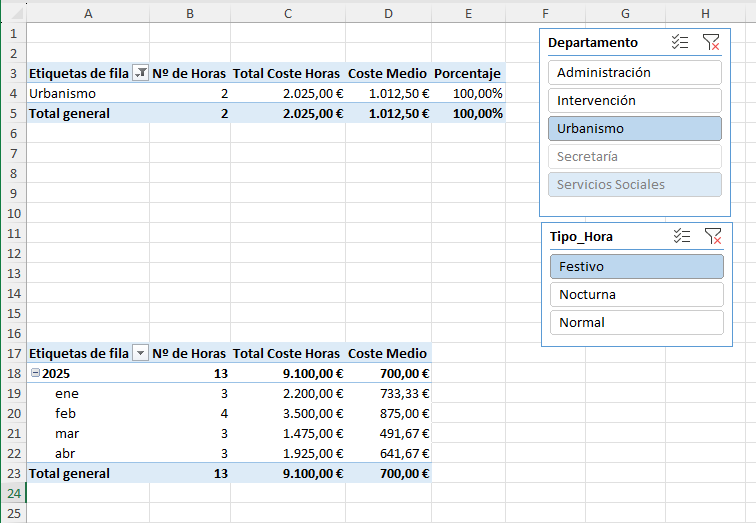 A B C D E F G H
1
2
3 Etiquetas de fila Nº de Horas Total Coste Horas Coste Medio Porcentaje
4 Urbanismo 2 2.025,00 € 1.012,50 € 100,00%
5 Total general 2 2.025,00 € 1.012,50 € 100,00%
6
7
8
9
10
11
12
13
14
15
16
17 Etiquetas de fila Nº de Horas Total Coste Horas Coste Medio
18 2025 13 9.100,00 € 700,00 €
19 ene 3 2.200,00 € 733,33 €
20 feb 4 3.500,00 € 875,00 €
21 mar 3 1.475,00 € 491,67 €
22 abr 3 1.925,00 € 641,67 €
23 Total general 13 9.100,00 € 700,00 €
24
25
Departamento
Administración
Intervención
Urbanismo
Secretaría
Servicios Sociales
Tipo_Hora
Festivo
Nocturna
Normal